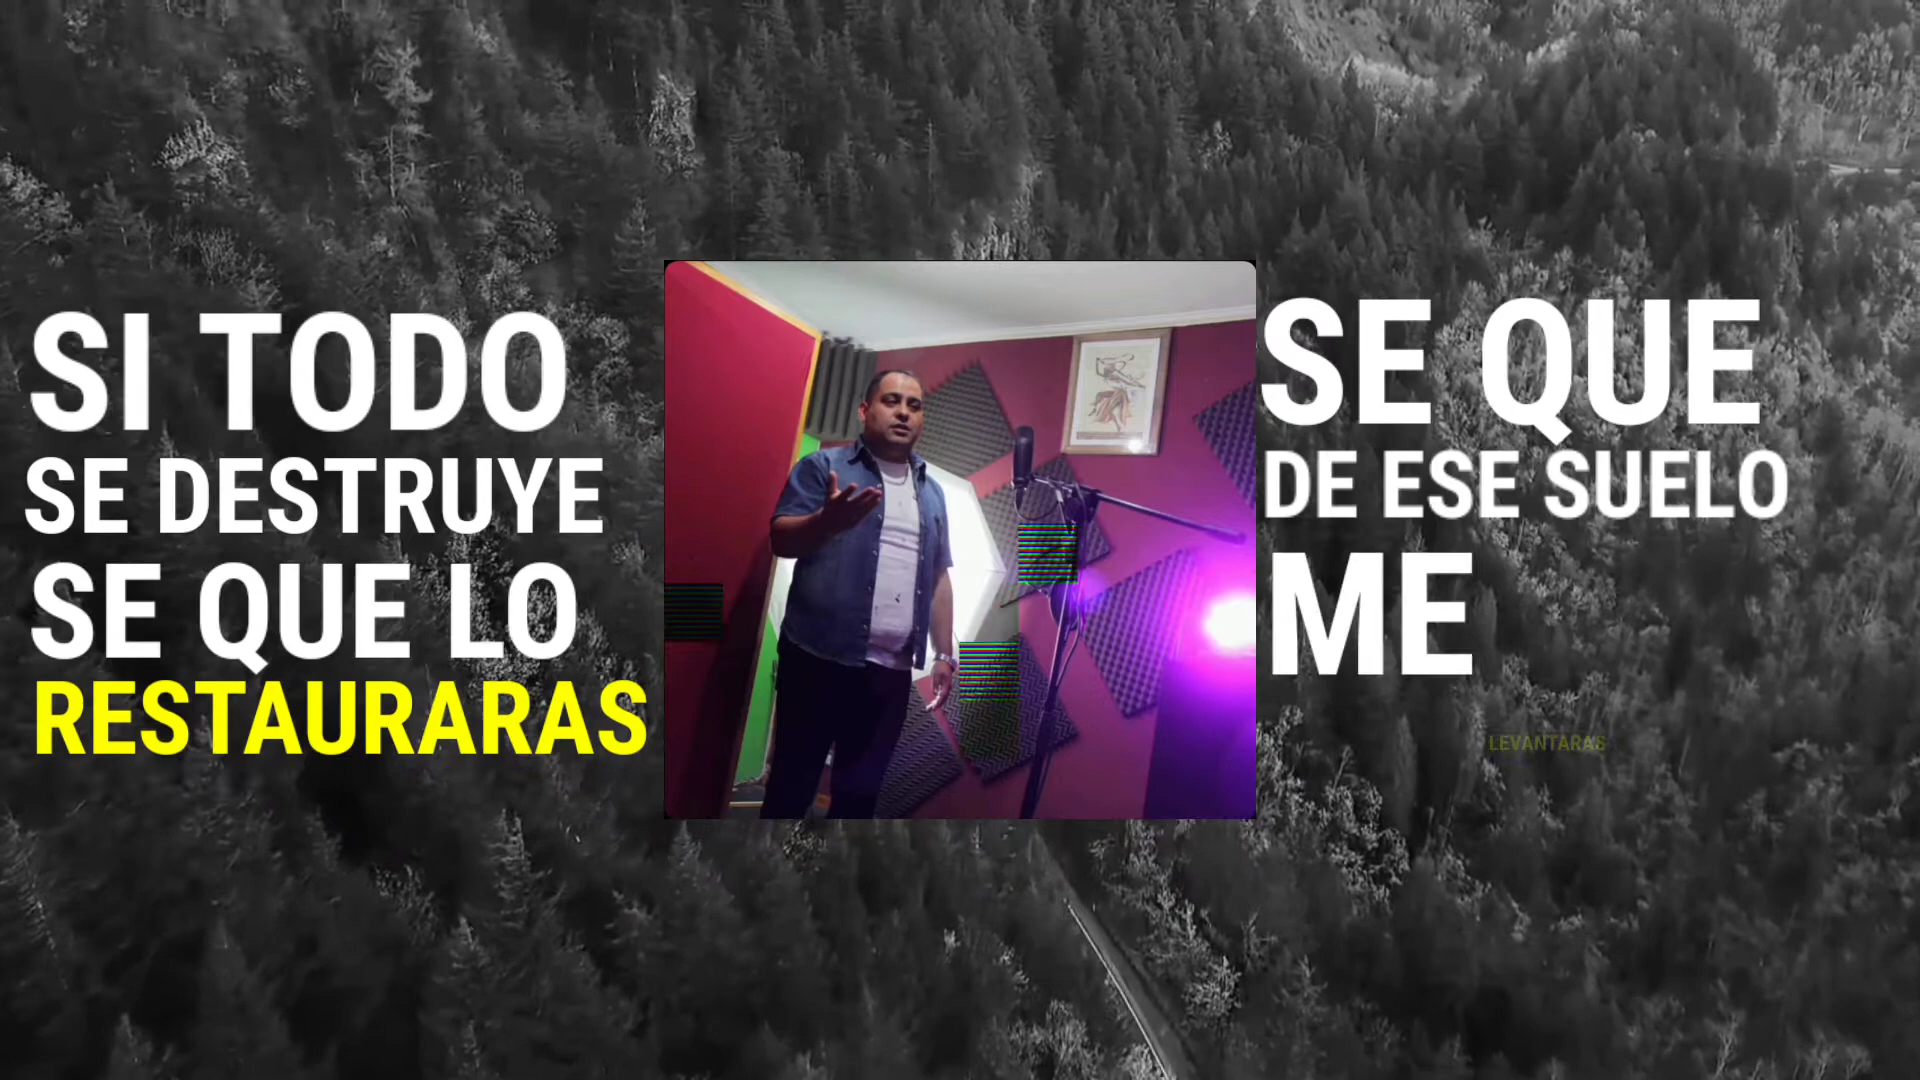 SI TODO
SE DESTRUYE
SE QUE LO
RESTAURARAS
SE QUE
DE ESE SUELO
ME
LEVANTARAS